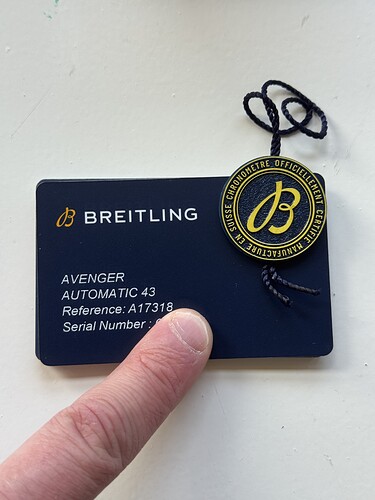 B BREITLING
AVENGER
AUTOMATIC 43
Reference: A17318
Serial Number :
B
CHRONOMETRE OFFICIELLEMENT CERTIFIE MANUFACTURE EN SUISSE